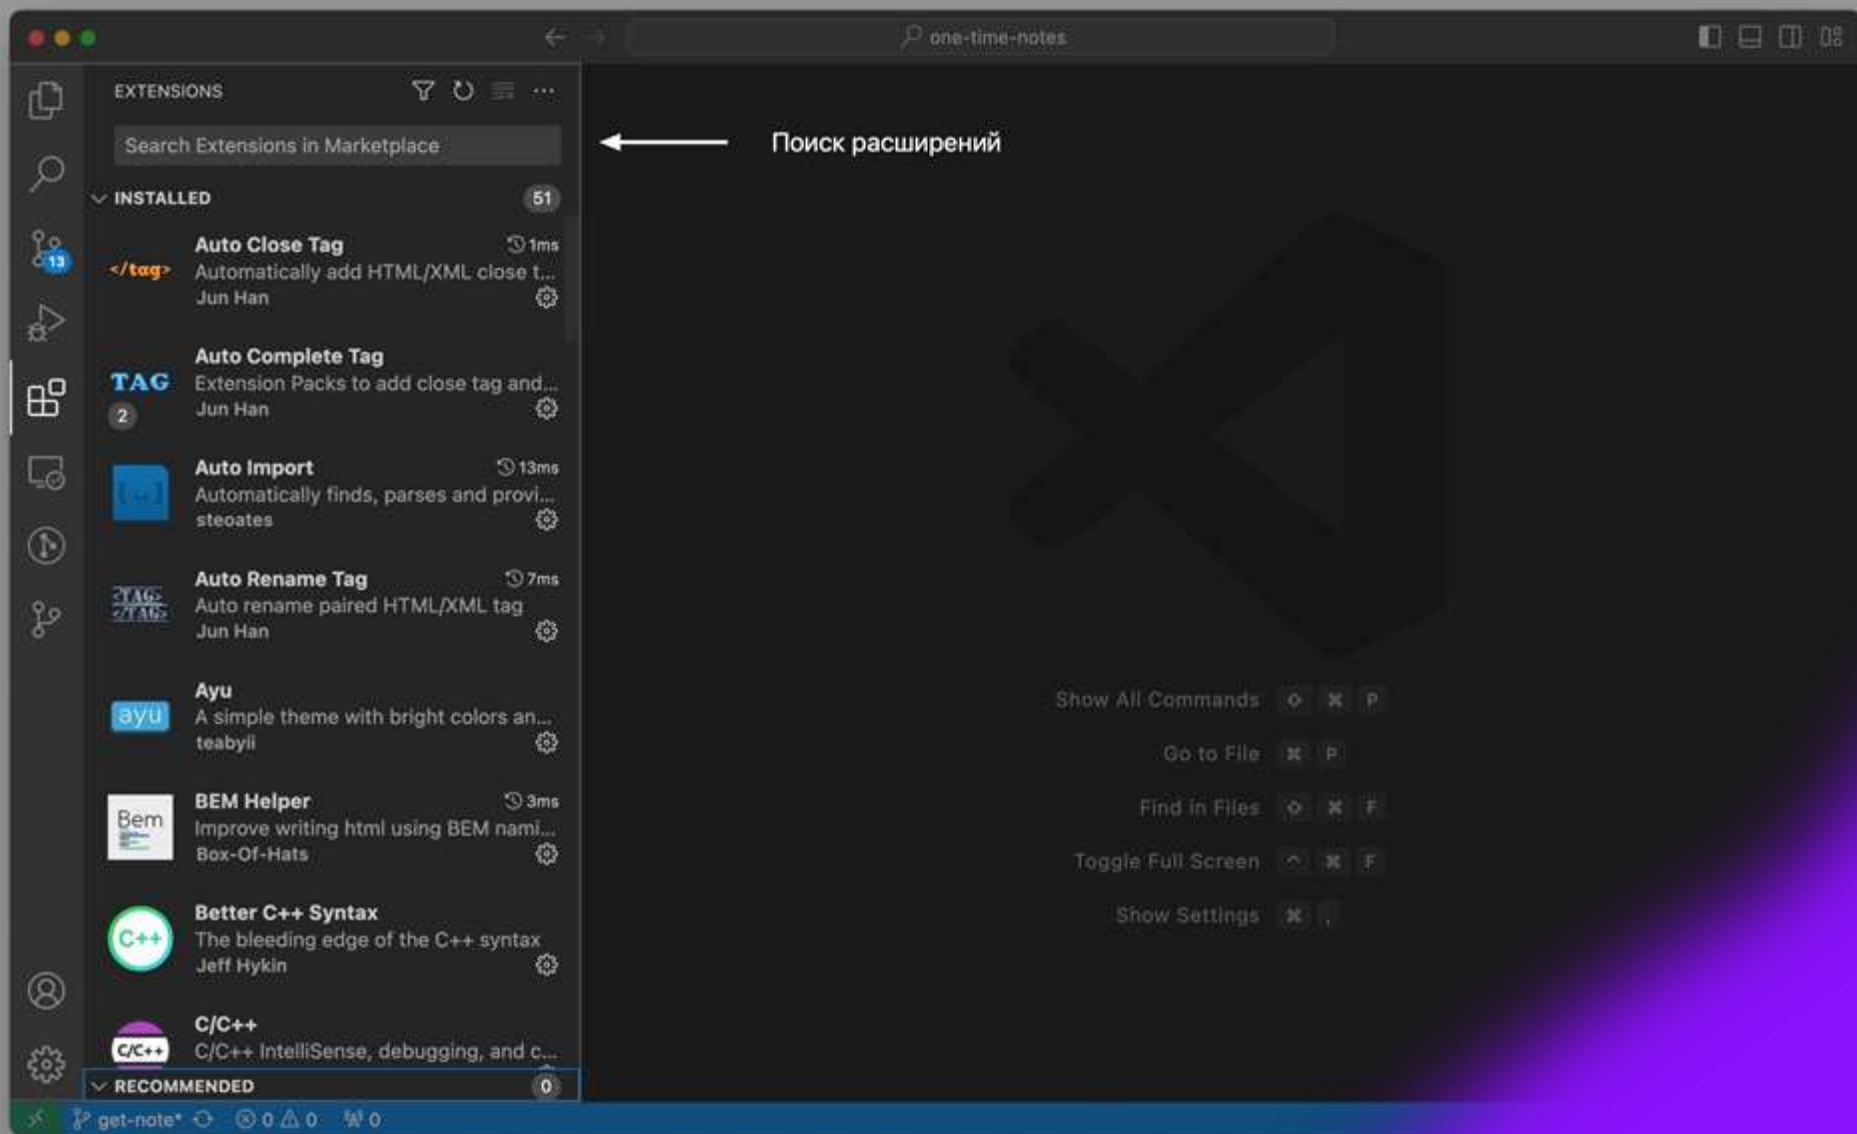 one-time-notes
EXTENSIONS
Search Extensions in Marketplace
Поиск расширений
INSTALLED 51
13
</tag>
Auto Close Tag 1ms
Automatically add HTML/XML close t...
Jun Han
TAG
2
Auto Complete Tag
Extension Packs to add close tag and...
Jun Han
Auto Import 13ms
Automatically finds, parses and provi...
steoates
<TAG>
</TAG>
Auto Rename Tag 7ms
Auto rename paired HTML/XML tag
Jun Han
ayu
Ayu
A simple theme with bright colors an...
teabyii
Bem
BEM Helper 3ms
Improve writing html using BEM nami...
Box-Of-Hats
C++
Better C++ Syntax
The bleeding edge of the C++ syntax
Jeff Hykin
C/C++
C/C++
C/C++ IntelliSense, debugging, and c...
RECOMMENDED 0
Show All Commands ⇧ ⌘ P
Go to File ⌘ P
Find in Files ⇧ ⌘ F
Toggle Full Screen ^ ⌘ F
Show Settings ⌘ ,
get-note* 0 0 0